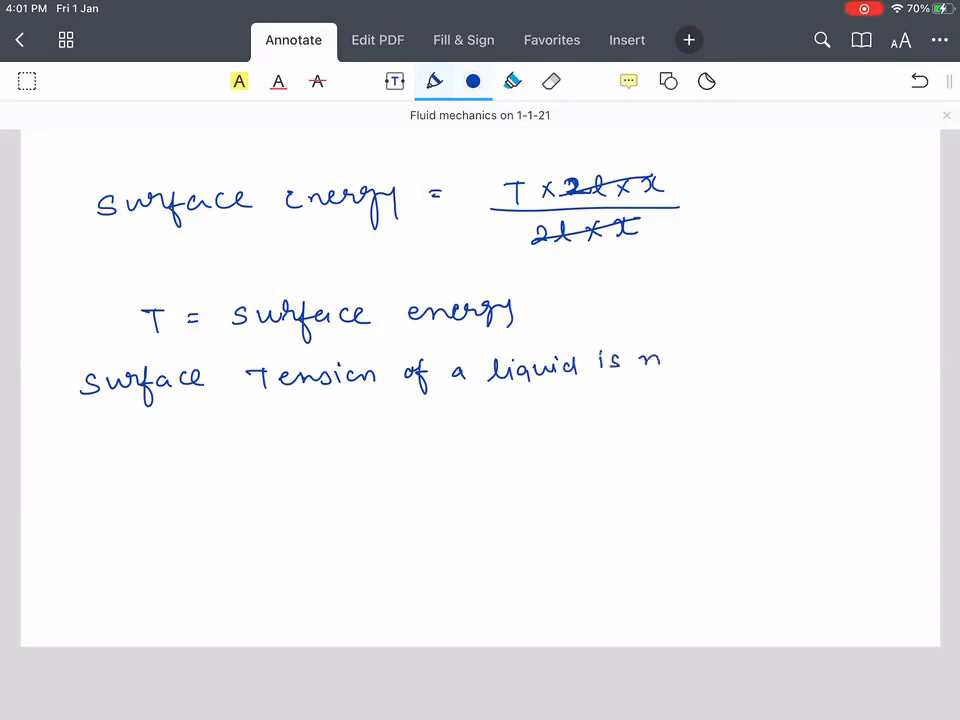 4:01 PM Fri 1 Jan 70%
Annotate Edit PDF Fill & Sign Favorites Insert
Fluid mechanics on 1-1-21
Surface energy = T × 2l × x
2l × x
T = surface energy
Surface Tension of a liquid is n